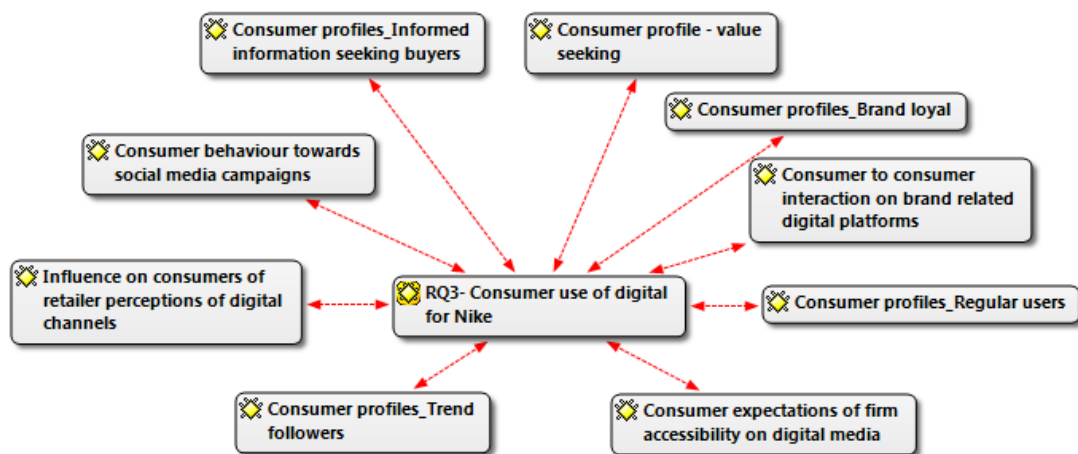 Consumer profiles_Informed
information seeking buyers
Consumer profile - value
seeking
Consumer profiles_Brand loyal
Consumer behaviour towards
social media campaigns
Consumer to consumer
interaction on brand related
digital platforms
Influence on consumers of
retailer perceptions of digital
channels
RQ3- Consumer use of digital
for Nike
Consumer profiles_Regular users
Consumer profiles_Trend
followers
Consumer expectations of firm
accessibility on digital media